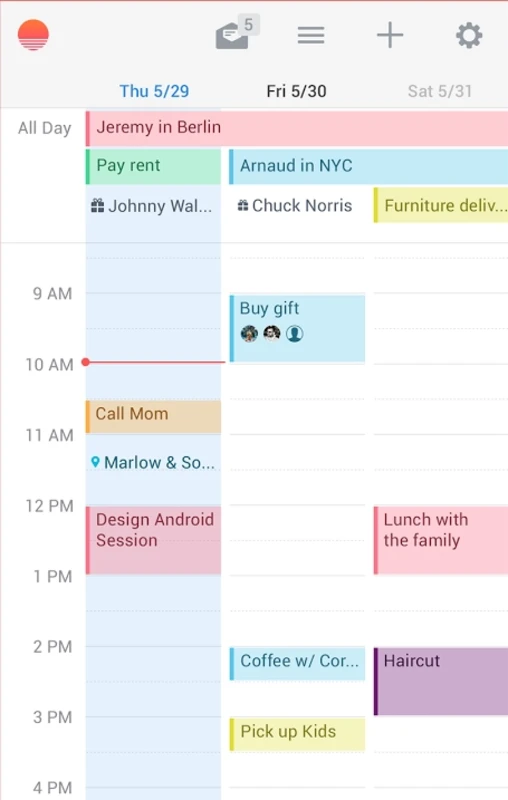 5
Thu 5/29
Fri 5/30
Sat 5/31
All Day
Jeremy in Berlin
Pay rent
Arnaud in NYC
Johnny Wal...
Chuck Norris
Furniture deliv...
9 AM
Buy gift
10 AM
Call Mom
11 AM
Marlow & So...
12 PM
Design Android
Session
Lunch with
the family
1 PM
2 PM
Coffee w/ Cor...
Haircut
3 PM
Pick up Kids
4 PM